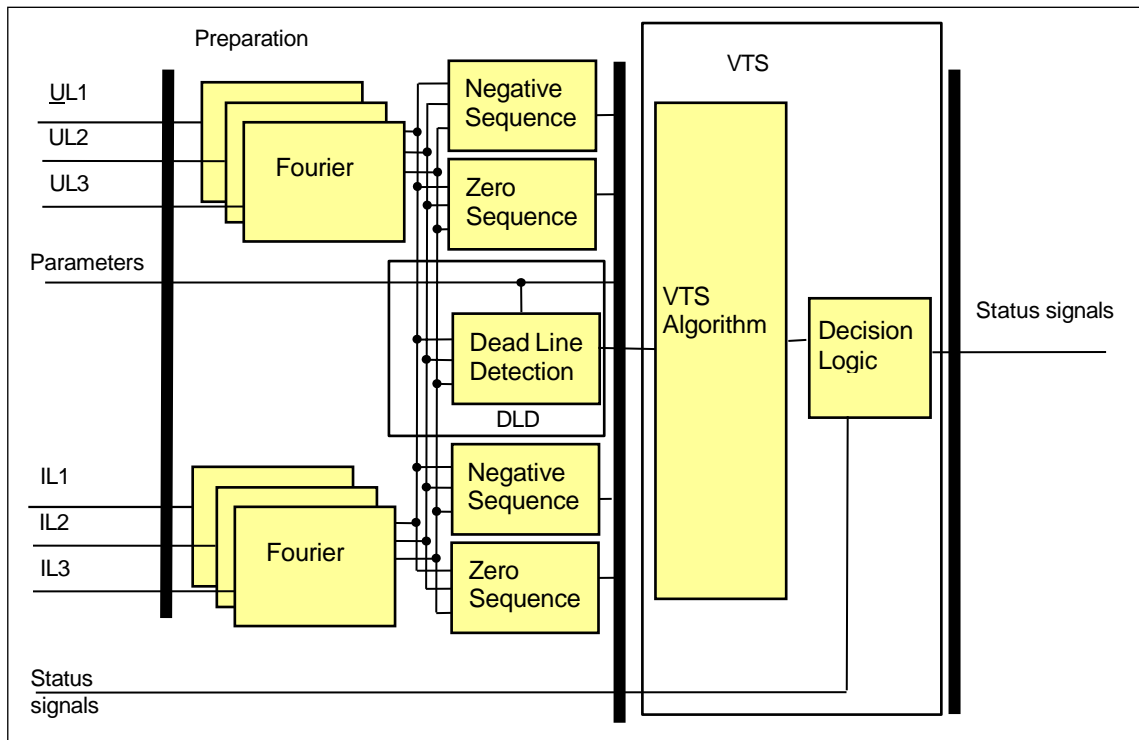 Preparation
VTS
UL1
UL2
UL3
Fourier
Negative
Sequence
Zero
Sequence
Parameters
Dead Line
Detection
DLD
VTS
Algorithm
Decision
Logic
Status signals
IL1
IL2
IL3
Fourier
Negative
Sequence
Zero
Sequence
Status
signals